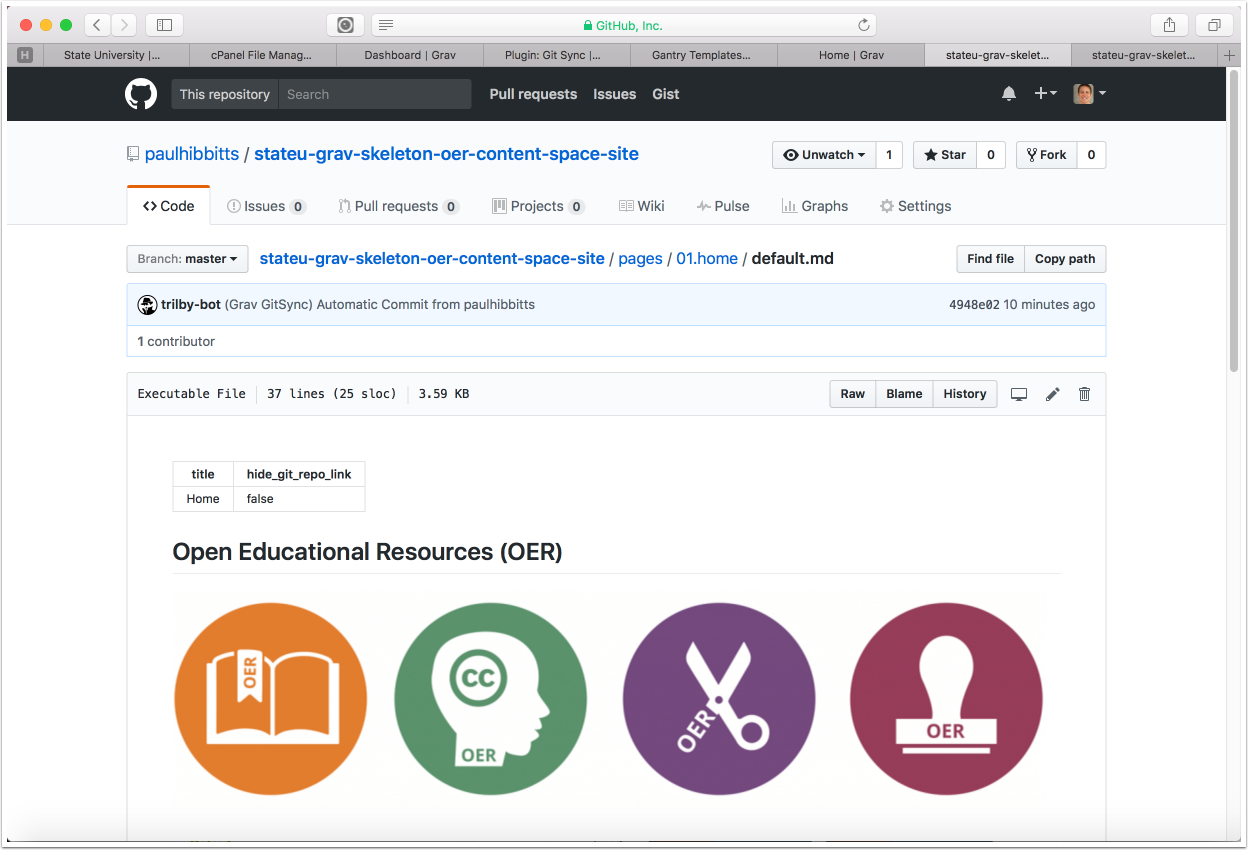 GitHub, Inc.
H State University |... cPanel File Manag... Dashboard | Grav Plugin: Git Sync |... Gantry Templates... Home | Grav stateu-grav-skelet... stateu-grav-skelet...
This repository Search Pull requests Issues Gist
paulhibbitts / stateu-grav-skeleton-oer-content-space-site Unwatch 1 Star 0 Fork 0
Code Issues 0 Pull requests 0 Projects 0 Wiki Pulse Graphs Settings
Branch: master stateu-grav-skeleton-oer-content-space-site / pages / 01.home / default.md Find file Copy path
trilby-bot (Grav GitSync) Automatic Commit from paulhibbitts 4948e02 10 minutes ago
1 contributor
Executable File 37 lines (25 sloc) 3.59 KB Raw Blame History
title hide_git_repo_link
Home false
Open Educational Resources (OER)
OER
CC
OER
OER
OER